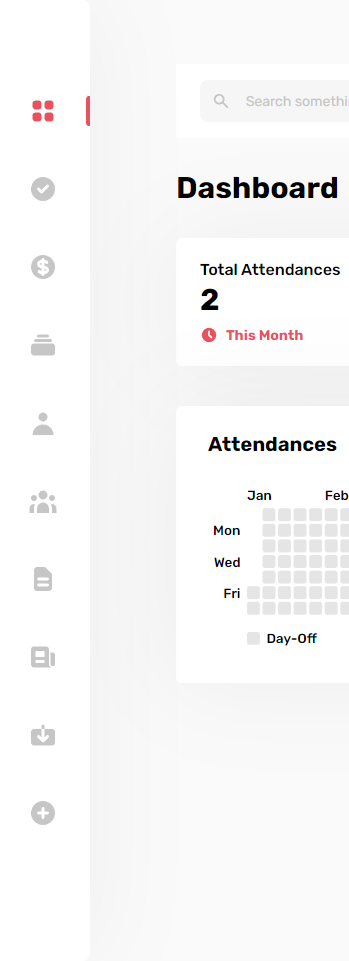 Search somethi
Dashboard
Total Attendances
2
This Month
Attendances
Jan Feb
Mon
Wed
Fri
Day-Off